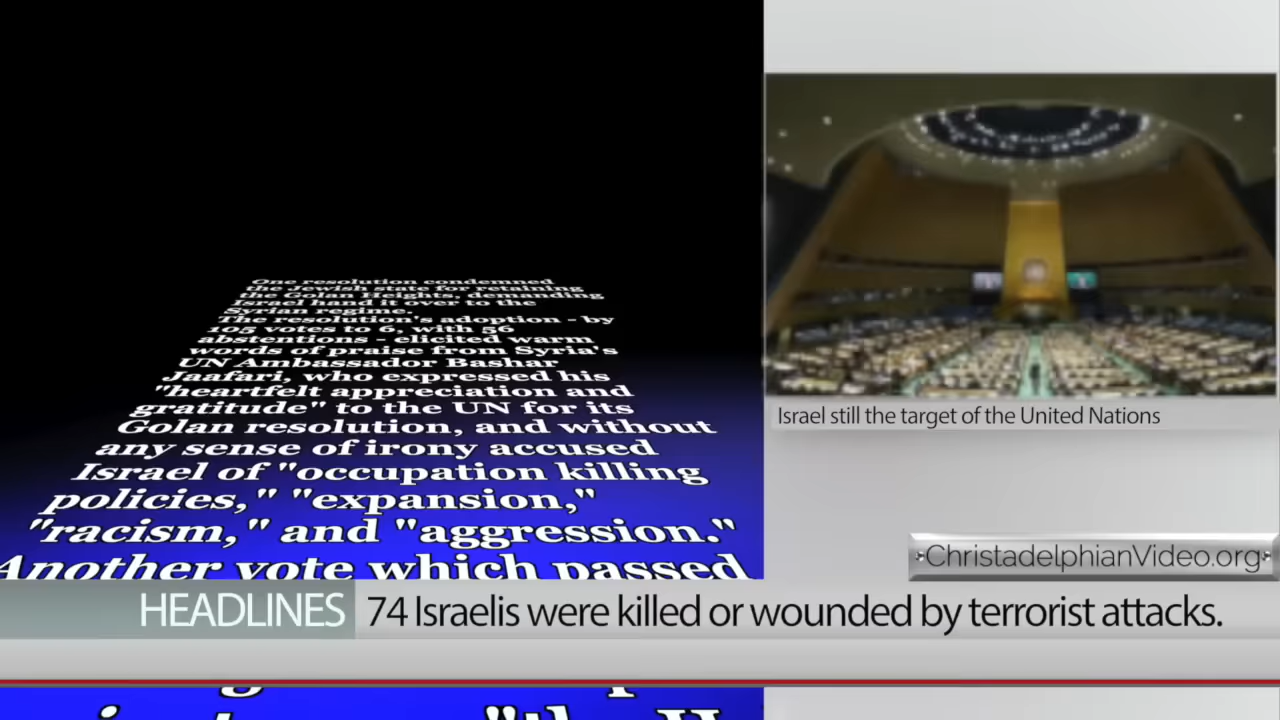 One resolution condemned
the Jewish state for retaining
the Golan Heights, demanding
Israel hand it over to the
Syrian regime.
The resolution's adoption - by
105 votes to 6, with 56
abstentions - elicited warm
words of praise from Syria's
UN Ambassador Bashar
Jaafari, who expressed his
"heartfelt appreciation and
gratitude" to the UN for its
Golan resolution, and without
any sense of irony accused
Israel of "occupation killing
policies," "expansion,"
"racism," and "aggression."
Another vote which passed
Israel still the target of the United Nations
ChristadelphianVideo.org
HEADLINES 74 Israelis were killed or wounded by terrorist attacks.